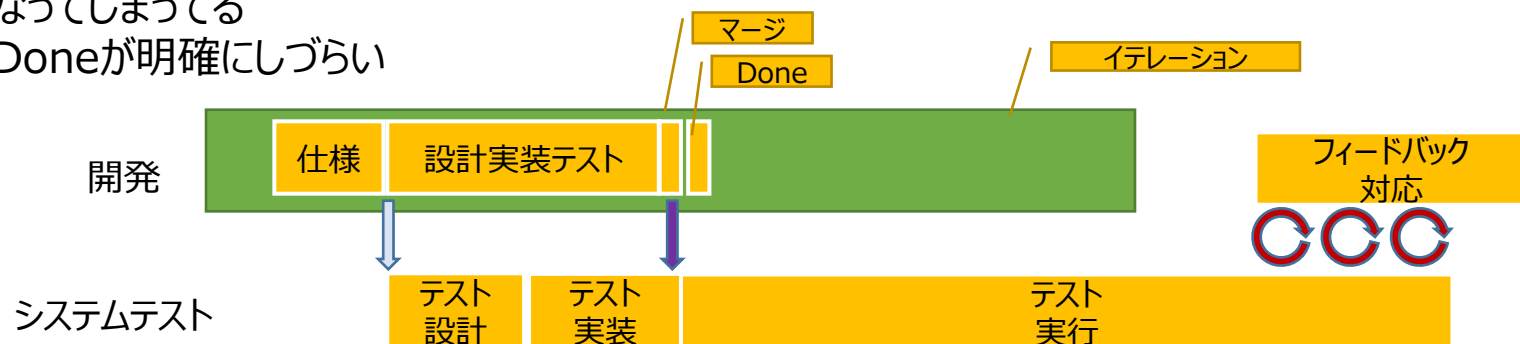 なってしまってる
Doneが明確にしづらい
マージ
Done
イテレーション
開発
仕様
設計実装テスト
フィードバック
対応
システムテスト
テスト
設計
テスト
実装
テスト
実行